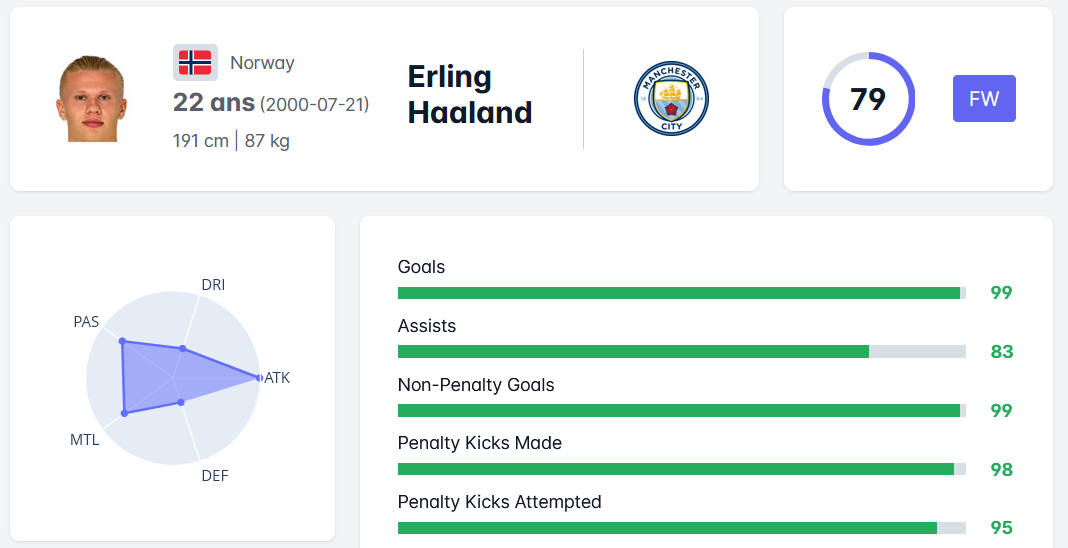 Norway
22 ans (2000-07-21)
191 cm | 87 kg
Erling
Haaland
MANCHESTER
CITY
79
FW
DRI
PAS
ATK
MTL
DEF
Goals
99
Assists
83
Non-Penalty Goals
99
Penalty Kicks Made
98
Penalty Kicks Attempted
95